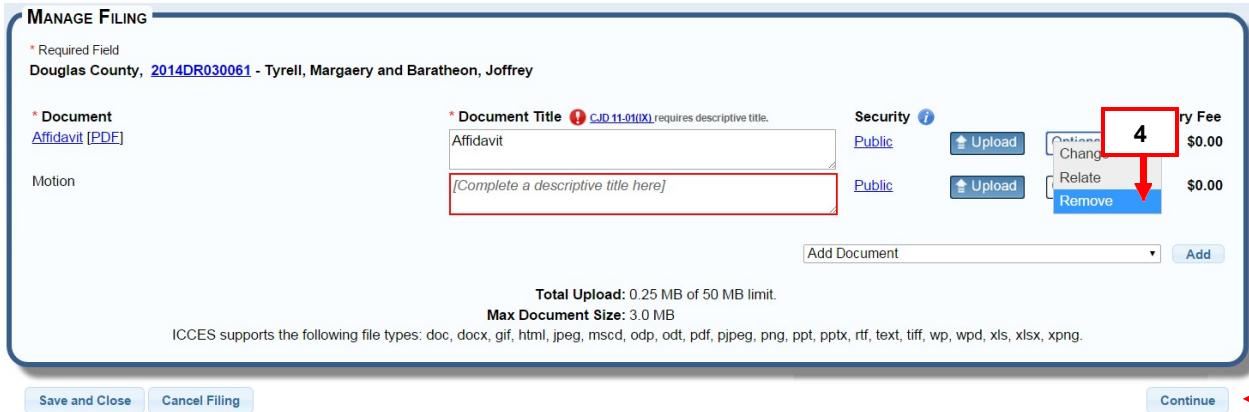 MANAGE FILING
* Required Field
Douglas County, 2014DR030061 - Tyrell, Margaery and Baratheon, Joffrey
* Document * Document Title CJD 11-01(IX) requires descriptive title. Security ry Fee
Affidavit [PDF] Affidavit Public Upload Options $0.00
4
Change
Relate
Motion [Complete a descriptive title here] Public Upload $0.00
Remove
Add Document Add
Total Upload: 0.25 MB of 50 MB limit.
Max Document Size: 3.0 MB
ICCES supports the following file types: doc, docx, gif, html, jpeg, mscd, odp, odt, pdf, pjpeg, png, ppt, pptx, rtf, text, tiff, wp, wpd, xls, xlsx, xpng.
Save and Close Cancel Filing Continue